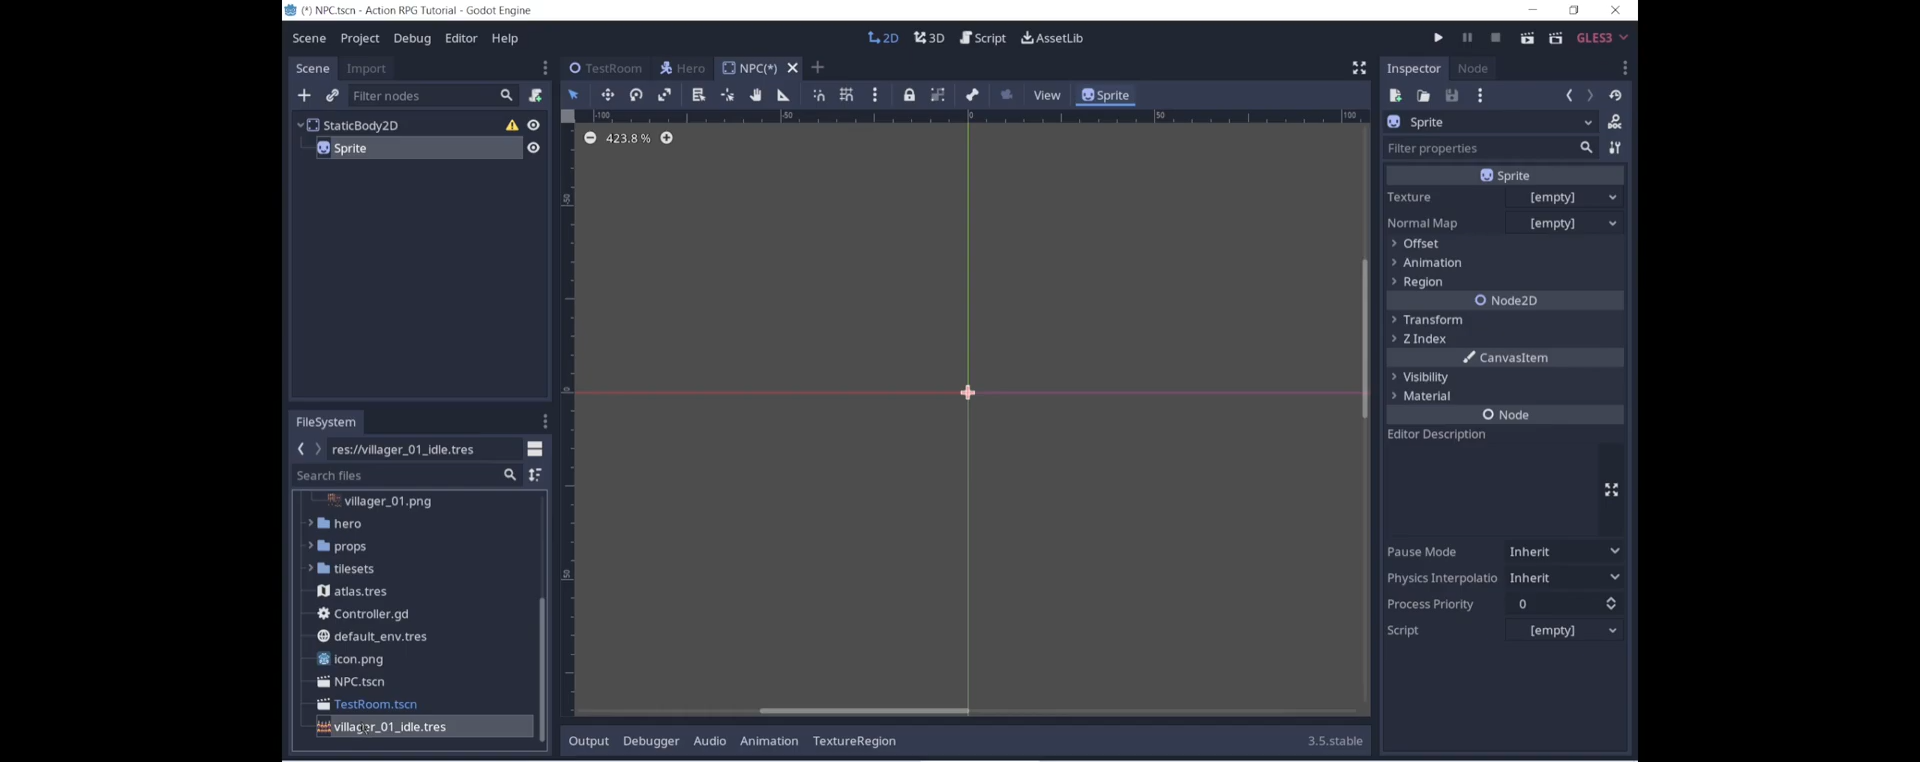 (*) NPC.tscn - Action RPG Tutorial - Godot Engine
Scene Project Debug Editor Help
2D 3D Script AssetLib
GLES3
Scene Import
TestRoom Hero NPC(*)
Inspector Node
Filter nodes
View Sprite
StaticBody2D
Sprite
-100 -50 0 50 100
423.8 %
-50
0
50
FileSystem
res://villager_01_idle.tres
Search files
villager_01.png
hero
props
tilesets
atlas.tres
Controller.gd
default_env.tres
icon.png
NPC.tscn
TestRoom.tscn
villager_01_idle.tres
Sprite
Filter properties
Sprite
Texture [empty]
Normal Map [empty]
Offset
Animation
Region
Node2D
Transform
Z Index
CanvasItem
Visibility
Material
Node
Editor Description
Pause Mode Inherit
Physics Interpolatio Inherit
Process Priority 0
Script [empty]
Output Debugger Audio Animation TextureRegion 3.5.stable